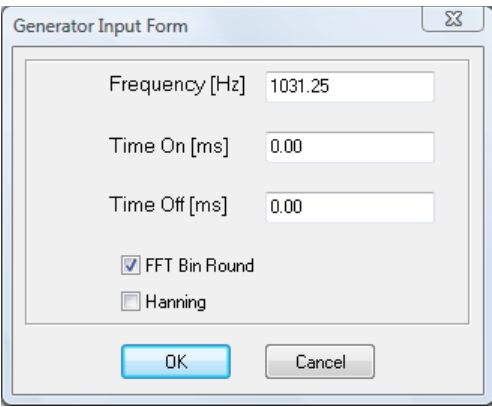 Generator Input Form
Frequency [Hz] 1031.25
Time On [ms] 0.00
Time Off [ms] 0.00
FFT Bin Round
Hanning
OK Cancel